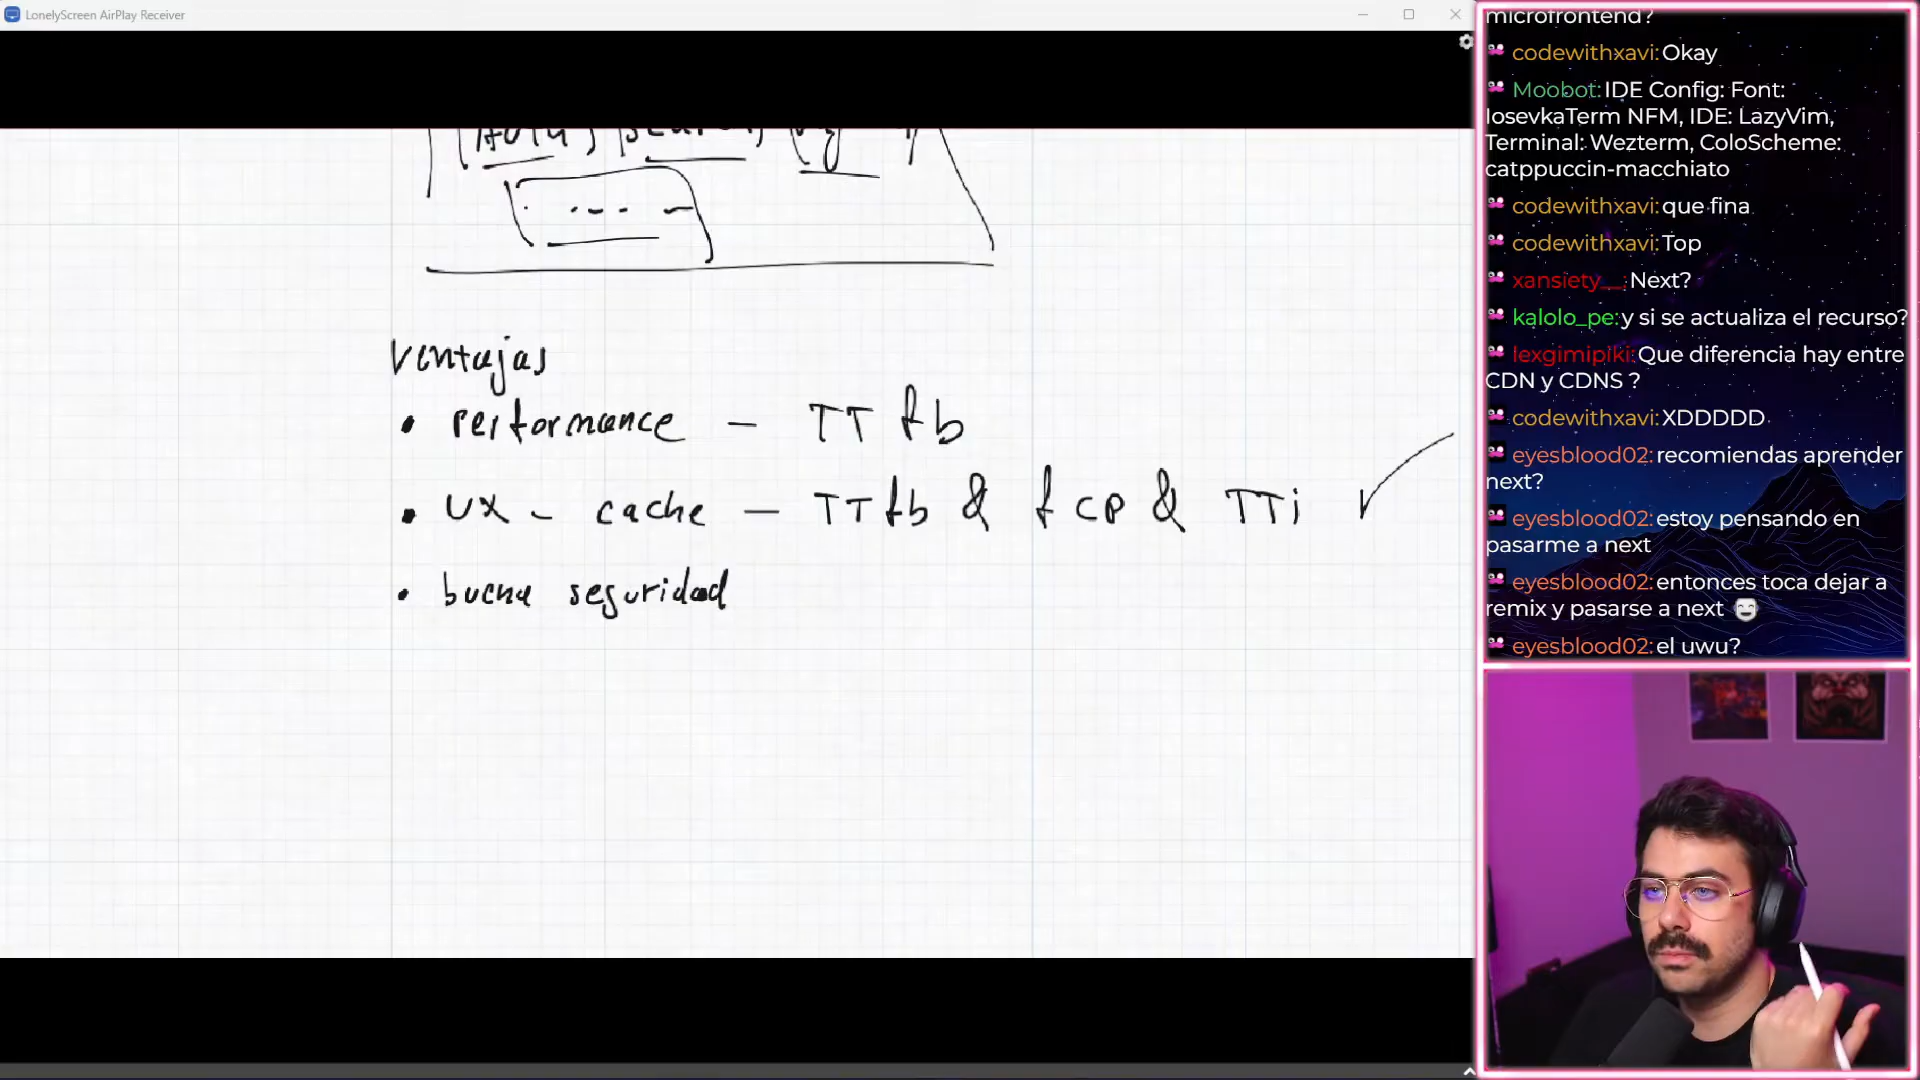 LonelyScreen AirPlay Receiver
Ventajas
• performance — TTfb
• UX - cache — TTfb & fcp & TTi ✓
• buena seguridad
microfrontend?
codewithxavi: Okay
Moobot: IDE Config: Font:
IosevkaTerm NFM, IDE: LazyVim,
Terminal: Wezterm, ColoScheme:
catppuccin-macchiato
codewithxavi: que fina
codewithxavi: Top
xansiety__: Next?
kalolo_pe: y si se actualiza el recurso?
lexgimipiki: Que diferencia hay entre
CDN y CDNS ?
codewithxavi: XDDDDD
eyesblood02: recomiendas aprender
next?
eyesblood02: estoy pensando en
pasarme a next
eyesblood02: entonces toca dejar a
remix y pasarse a next
eyesblood02: el uwu?